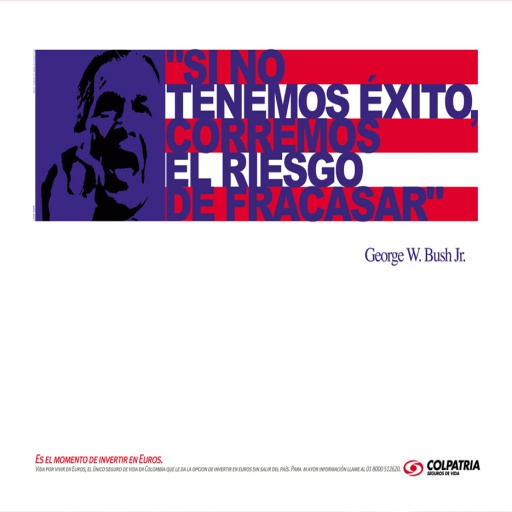 "SI NO
TENEMOS ÉXITO,
CORREMOS
EL RIESGO
DE FRACASAR"
George W. Bush Jr.
ES EL MOMENTO DE INVERTIR EN EUROS.
VIDA POR VIVIR EN EUROS, EL ÚNICO SEGURO DE VIDA EN COLOMBIA QUE LE DA LA OPCION DE INVERTIR EN EUROS SIN SALIR DEL PAÍS. PARA MAYOR INFORMACIÓN LLAME AL 01 8000 512620.
COLPATRIA
SEGUROS DE VIDA